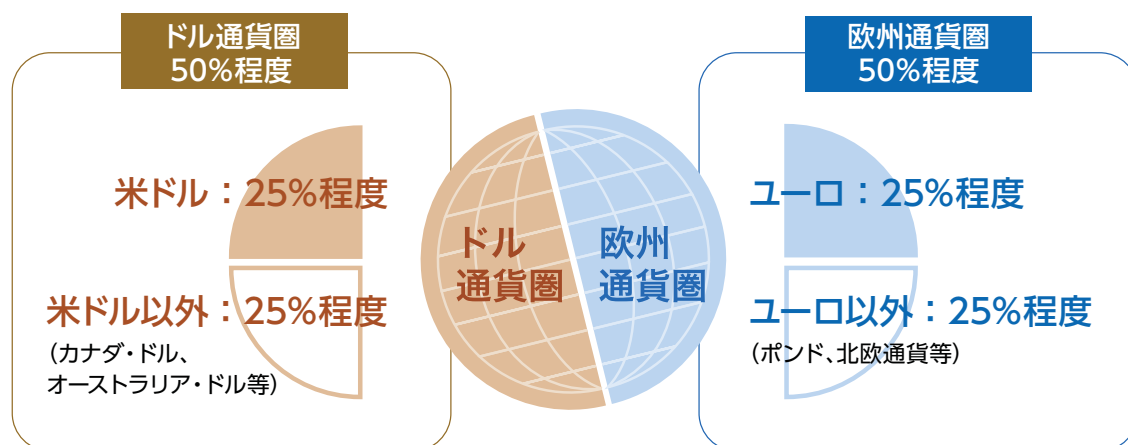 ドル通貨圏
50%程度
米ドル：25%程度
米ドル以外：25%程度
（カナダ・ドル、
オーストラリア・ドル等）
ドル
通貨圏
欧州
通貨圏
欧州通貨圏
50%程度
ユーロ：25%程度
ユーロ以外：25%程度
（ポンド、北欧通貨等）